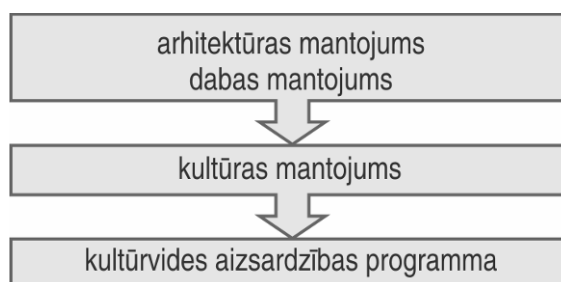 arhitektūras mantojums
dabas mantojums
kultūras mantojums
kultūrvides aizsardzības programma